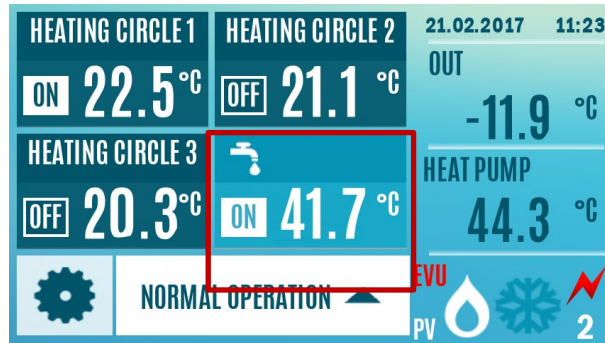 HEATING CIRCLE 1
ON 22.5°C
HEATING CIRCLE 2
OFF 21.1 °C
HEATING CIRCLE 3
OFF 20.3°C
ON 41.7 °C
NORMAL OPERATION
21.02.2017 11:23
OUT
-11.9 °C
HEAT PUMP
44.3 °C
EVU
PV
2